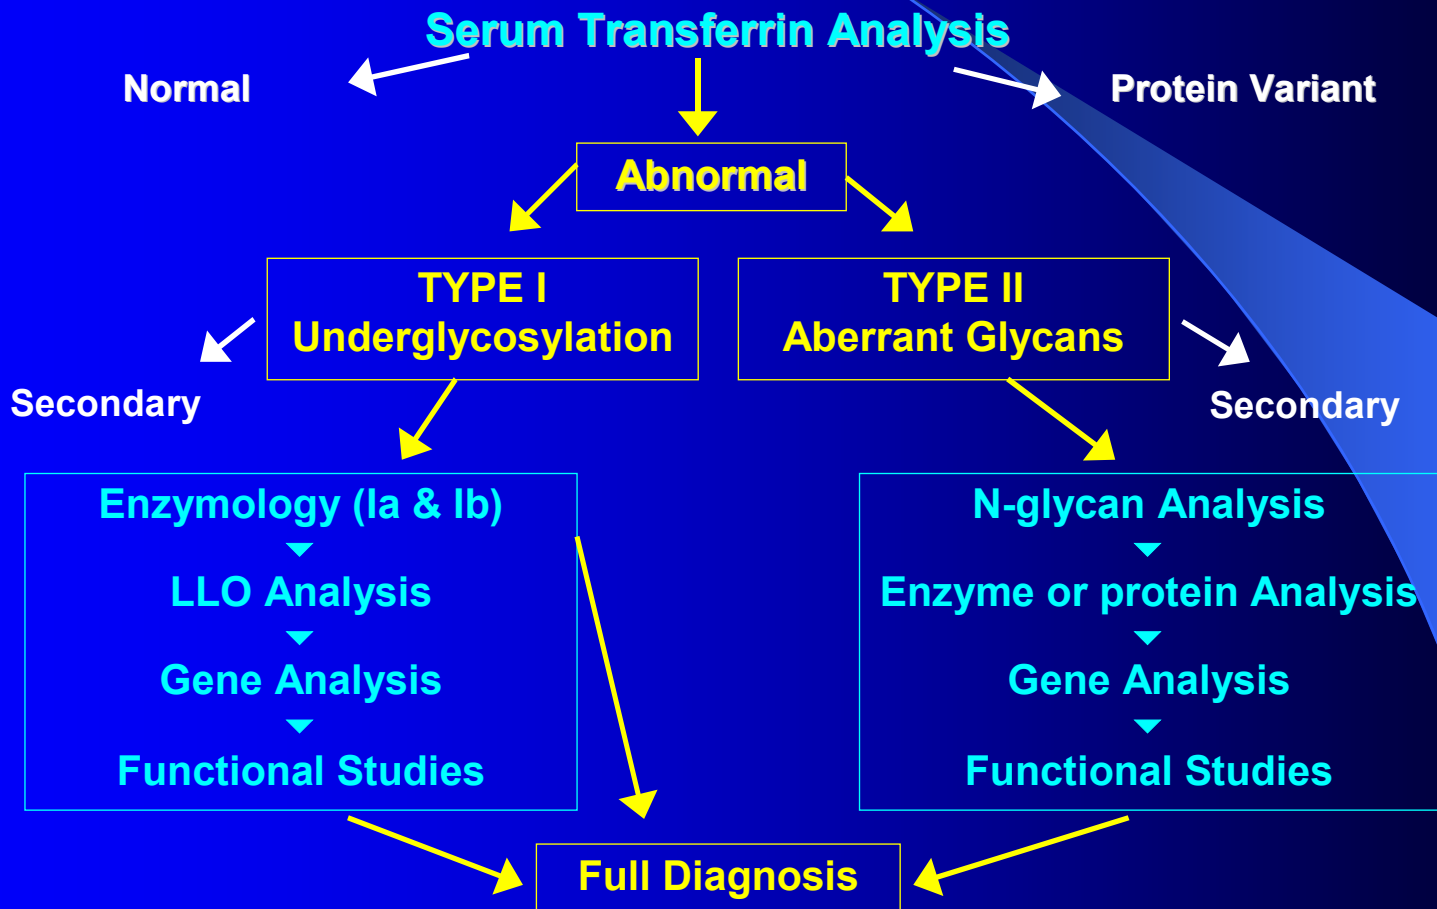 Serum Transferrin Analysis
Normal
Protein Variant
Abnormal
TYPE I
Underglycosylation
TYPE II
Aberrant Glycans
Secondary
Secondary
Enzymology (Ia & Ib)
LLO Analysis
Gene Analysis
Functional Studies
N-glycan Analysis
Enzyme or protein Analysis
Gene Analysis
Functional Studies
Full Diagnosis